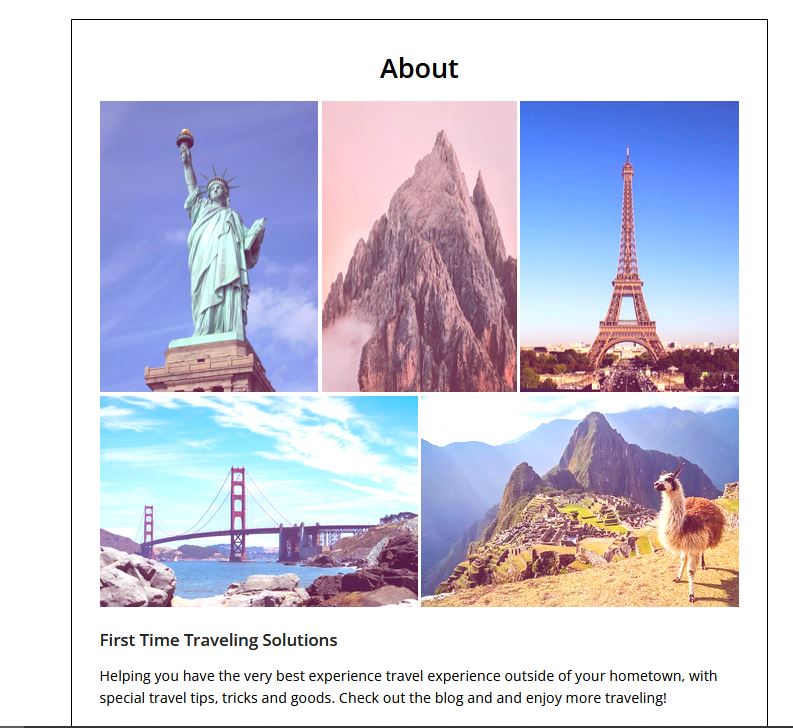 About
First Time Traveling Solutions
Helping you have the very best experience travel experience outside of your hometown, with
special travel tips, tricks and goods. Check out the blog and and enjoy more traveling!